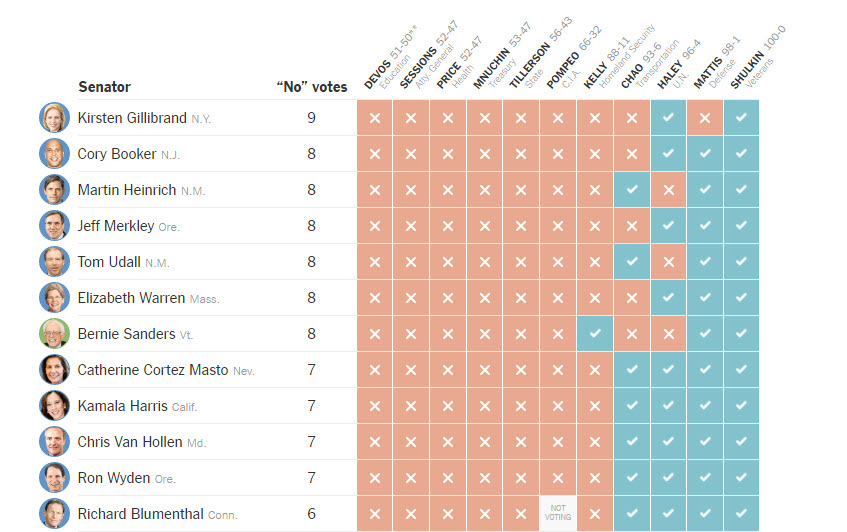 Senator
“No” votes
DEVOS 51-50**
Education
SESSIONS 52-47
Atty. General
PRICE 52-47
Health
MNUCHIN 53-47
Treasury
TILLERSON 56-43
State
POMPEO 66-32
C.I.A.
KELLY 88-11
Homeland Security
CHAO 93-6
Transportation
HALEY 96-4
U.N.
MATTIS 98-1
Defense
SHULKIN 100-0
Veterans
Kirsten Gillibrand N.Y. 9
Cory Booker N.J. 8
Martin Heinrich N.M. 8
Jeff Merkley Ore. 8
Tom Udall N.M. 8
Elizabeth Warren Mass. 8
Bernie Sanders Vt. 8
Catherine Cortez Masto Nev. 7
Kamala Harris Calif. 7
Chris Van Hollen Md. 7
Ron Wyden Ore. 7
Richard Blumenthal Conn. 6
NOT
VOTING